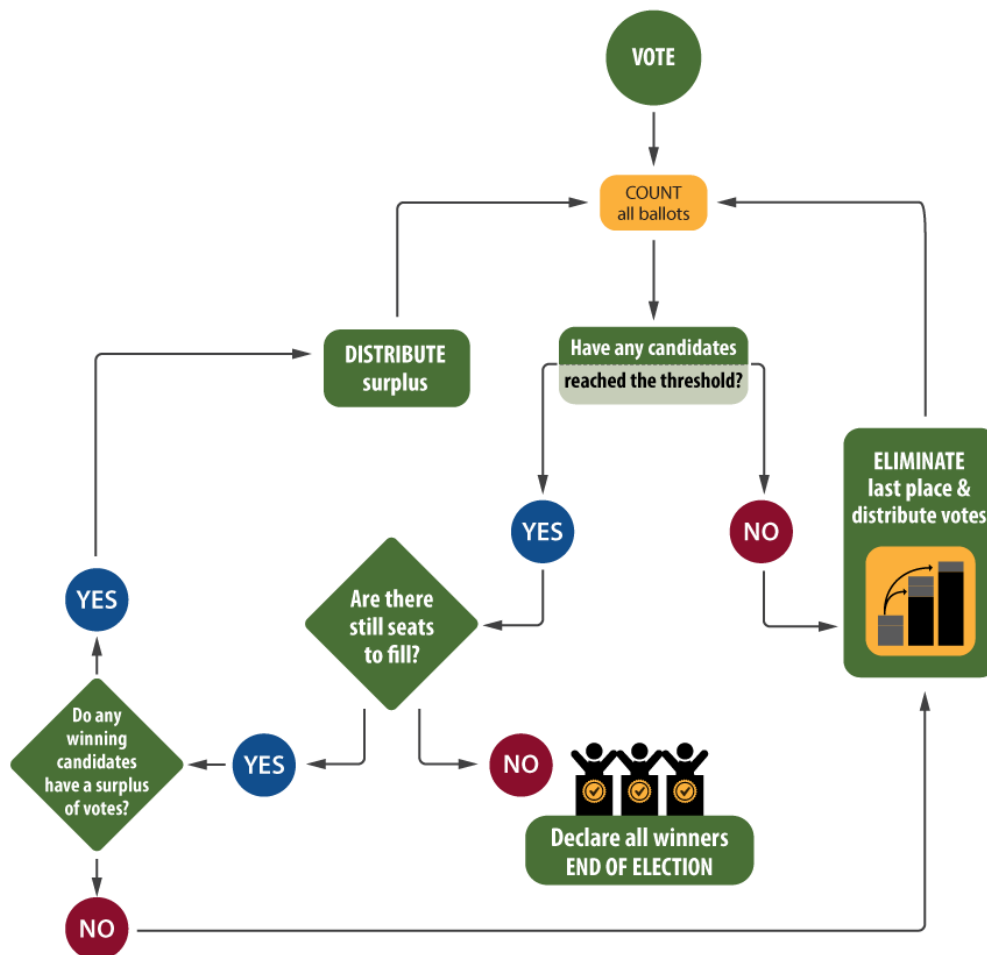 VOTE
COUNT
all ballots
Have any candidates
reached the threshold?
DISTRIBUTE
surplus
ELIMINATE
last place &
distribute votes
YES
NO
Are there
still seats
to fill?
YES
Do any
winning
candidates
have a surplus
of votes?
YES
NO
Declare all winners
END OF ELECTION
NO